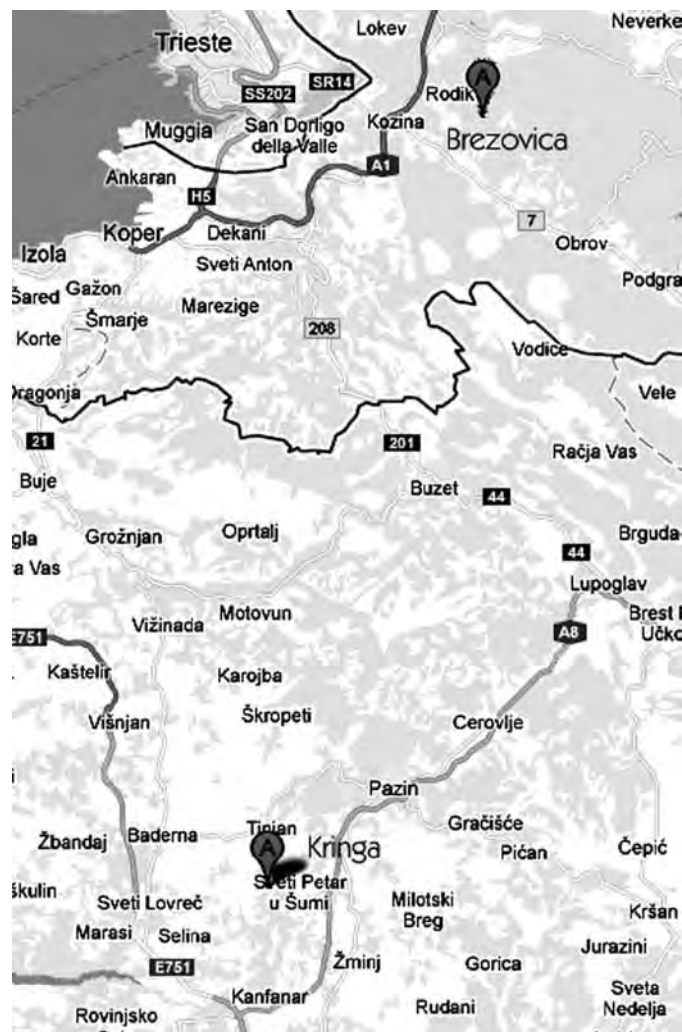 Neverke
Lokev
Trieste
SR14
A
Rodik
SS202
Kozina
Muggia
San Dorligo
della Valle
Brezovica
A1
Ankaran
H5
7
Koper
Dekani
Obrov
Izola
Sveti Anton
Podgra
Šared
Gažon
Marezige
Šmarje
208
Korte
Vodice
Dragonja
Vele
21
201
Račja Vas
Buje
Buzet
44
gla
Grožnjan
Oprtalj
Brguda
44
a Vas
Lupoglav
Motovun
Brest
Vižinada
A8
Učko
E751
Kaštelir
Karojba
Škropeti
Višnjan
Cerovlje
Pazin
Žbandaj
Baderna
Tinjan
Gračišće
A
Kringa
Pićan
Čepić
škulin
Sveti Petar
u Šumi
Sveti Lovreč
Milotski
Breg
Kršan
Marasi
Selina
Jurazini
E751
Žminj
Gorica
Kanfanar
Sveta
Nedelja
Rovinjsko
Rudani